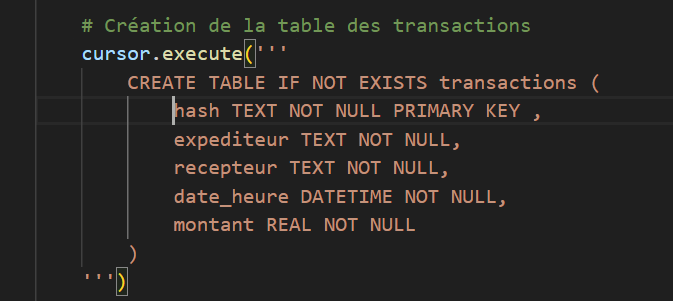 # Création de la table des transactions
cursor.execute('''
CREATE TABLE IF NOT EXISTS transactions (
hash TEXT NOT NULL PRIMARY KEY ,
expediteur TEXT NOT NULL,
recepteur TEXT NOT NULL,
date_heure DATETIME NOT NULL,
montant REAL NOT NULL
)
''')